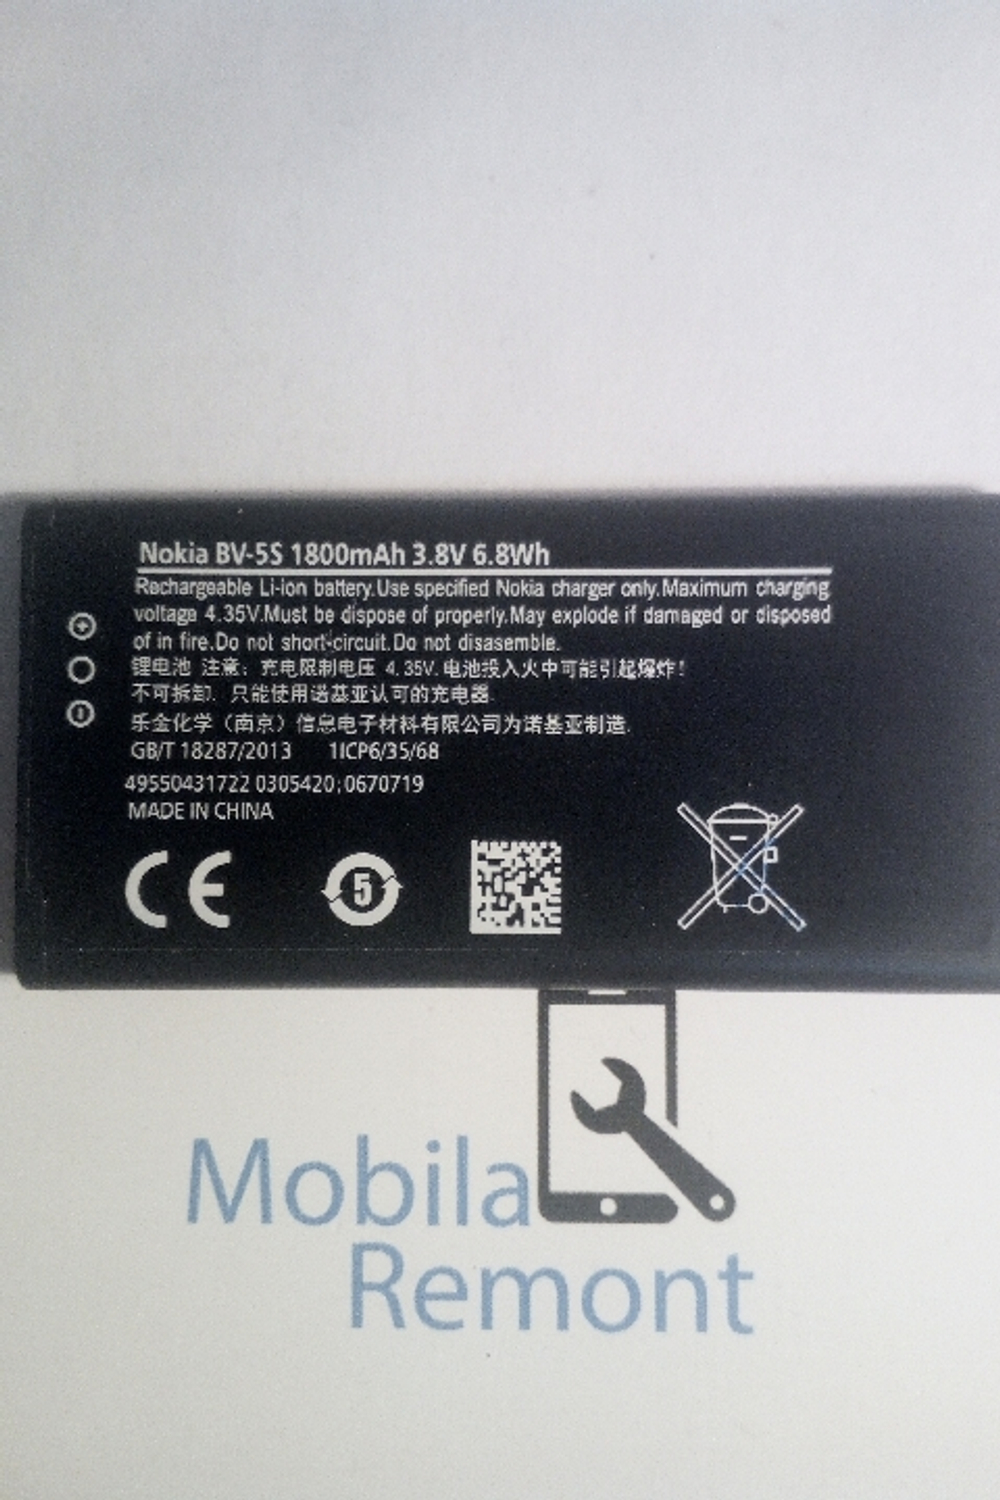 Nokia BV-5S 1800mAh 3.8V 6.8Wh
Rechargeable Li-ion battery.Use specified Nokia charger only.Maximum charging
voltage 4.35V.Must be dispose of properly.May explode if damaged or disposed
of in fire.Do not short-circuit.Do not disasemble.
锂电池 注意: 充电限制电压 4.35V.电池投入火中可能引起爆炸!
不可拆卸. 只能使用诺基亚认可的充电器.
乐金化学（南京）信息电子材料有限公司为诺基亚制造.
GB/T 18287/2013 1ICP6/35/68
49550431722 0305420;0670719
MADE IN CHINA
CE 5
Mobila
Remont